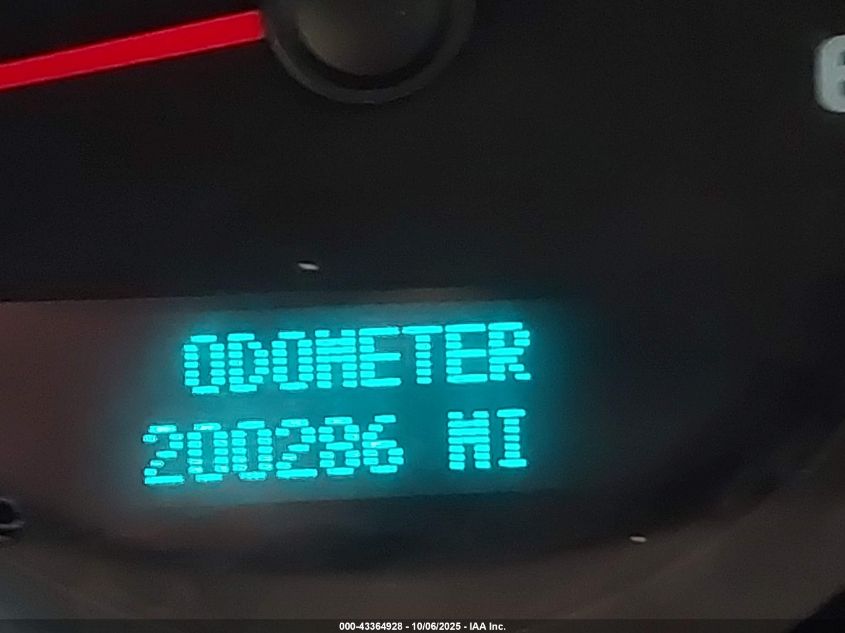 ODOMETER
200286 MI
000-43364928 - 10/06/2025 - IAA Inc.